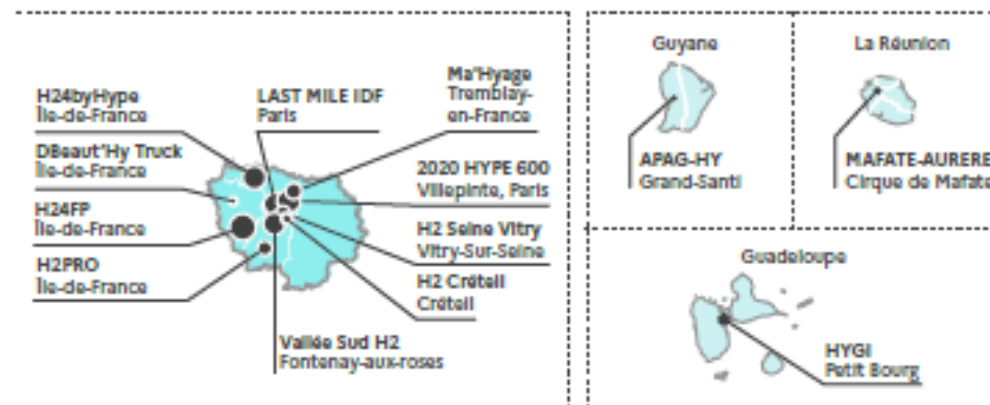 H24byHype
Île-de-France
DBeaut'Hy Truck
Île-de-France
H24FP
Île-de-France
H2PRO
Île-de-France
LAST MILE IDF
Paris
Ma'Hyage
Tremblay-
en-France
2020 HYPE 600
Villepinte, Paris
H2 Seine Vitry
Vitry-Sur-Seine
H2 Créteil
Créteil
Vallée Sud H2
Fontenay-aux-roses
Guyane
APAG-HY
Grand-Santi
La Réunion
MAFATE-AURERE
Cirque de Mafate
Guadeloupe
HYGI
Petit Bourg